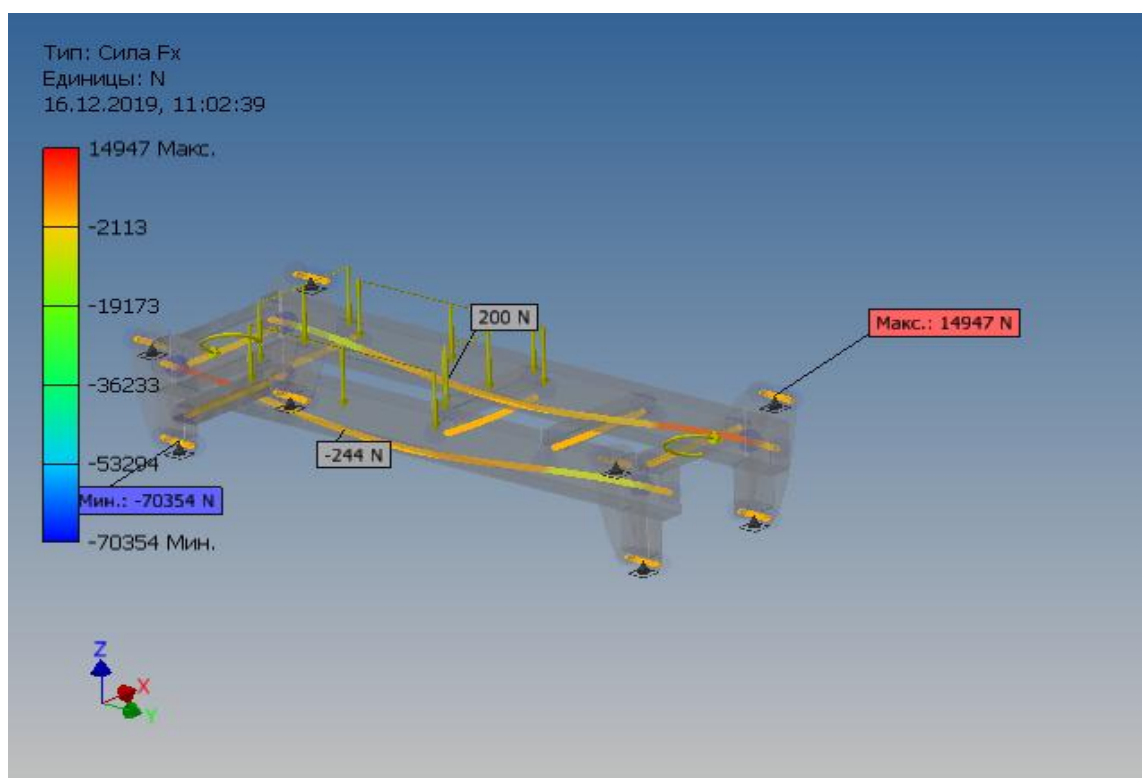 Тип: Сила Fx
Единицы: N
16.12.2019, 11:02:39
14947 Макс.
-2113
-19173
-36233
-53294
-70354 Мин.
200 N
Макс.: 14947 N
-244 N
Мин.: -70354 N
Z
X
Y